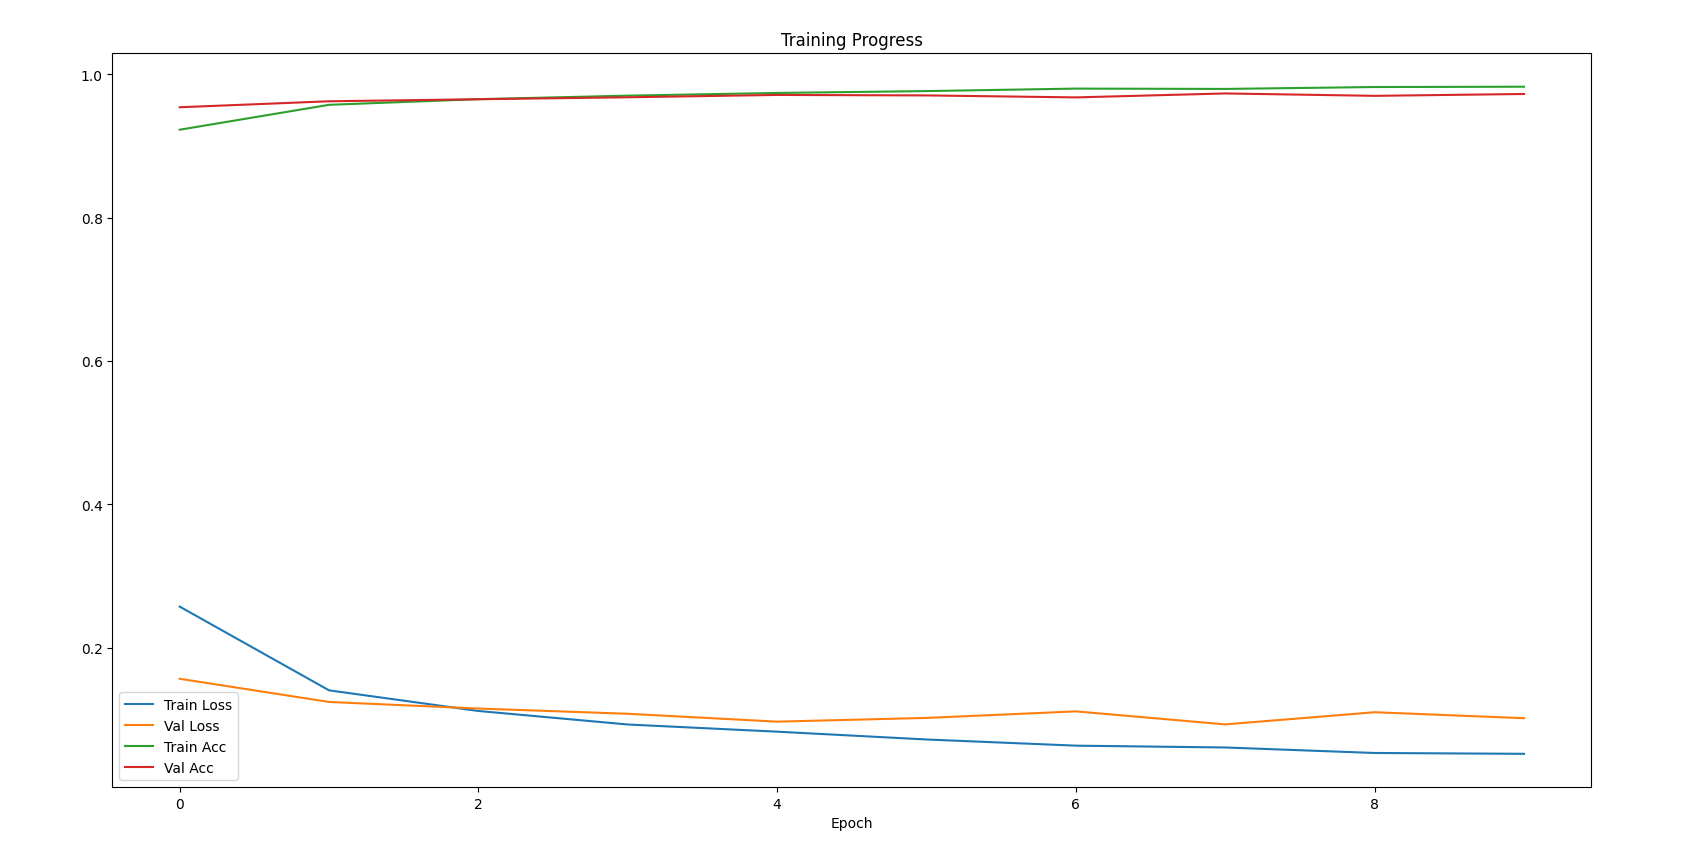 Training Progress
1.0
0.8
0.6
0.4
0.2
Train Loss
Val Loss
Train Acc
Val Acc
0 2 4 6 8
Epoch